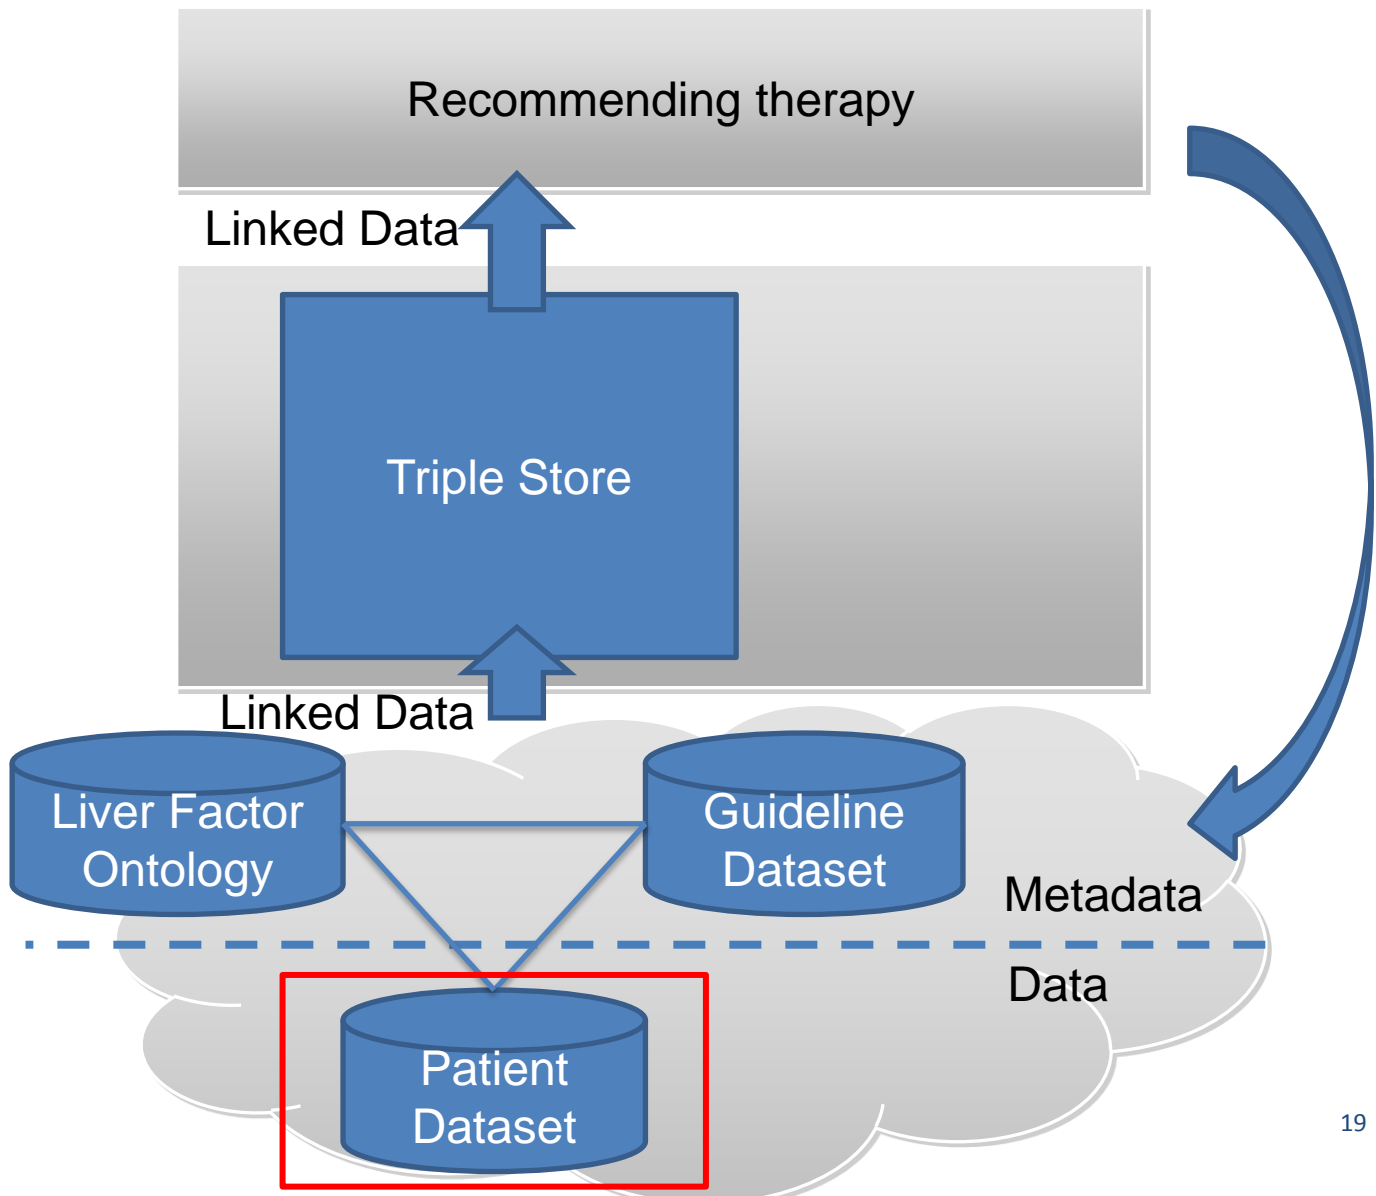 Recommending therapy
Linked Data
Triple Store
Linked Data
Liver Factor
Ontology
Guideline
Dataset
Metadata
Data
Patient
Dataset
19